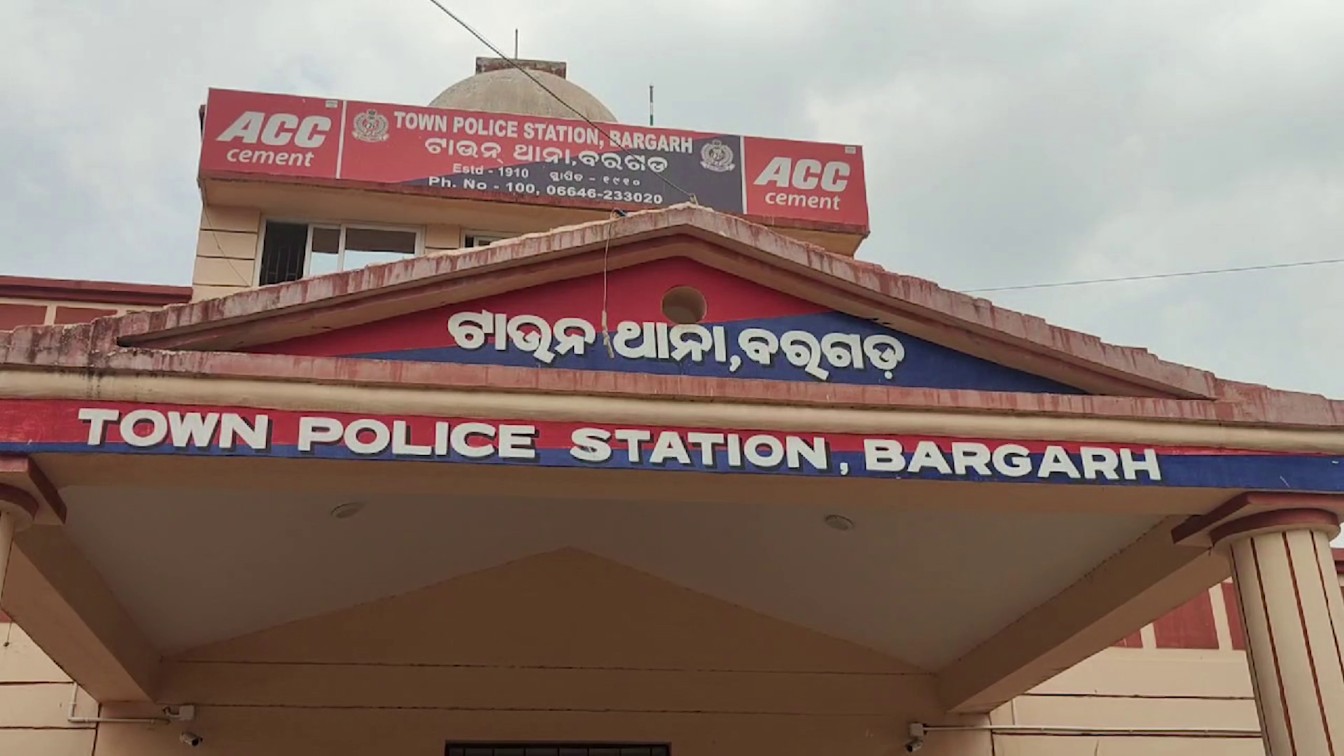 ACC
cement
TOWN POLICE STATION, BARGARH
ଟାଉନ୍ ଥାନା,ବରଗଡ଼
Estd - 1910 ସ୍ଥାପିତ - ୧୯୧୦
Ph. No - 100, 06646-233020
ACC
cement
ଟାଉନ ଥାନା,ବରଗଡ଼
TOWN POLICE STATION, BARGARH